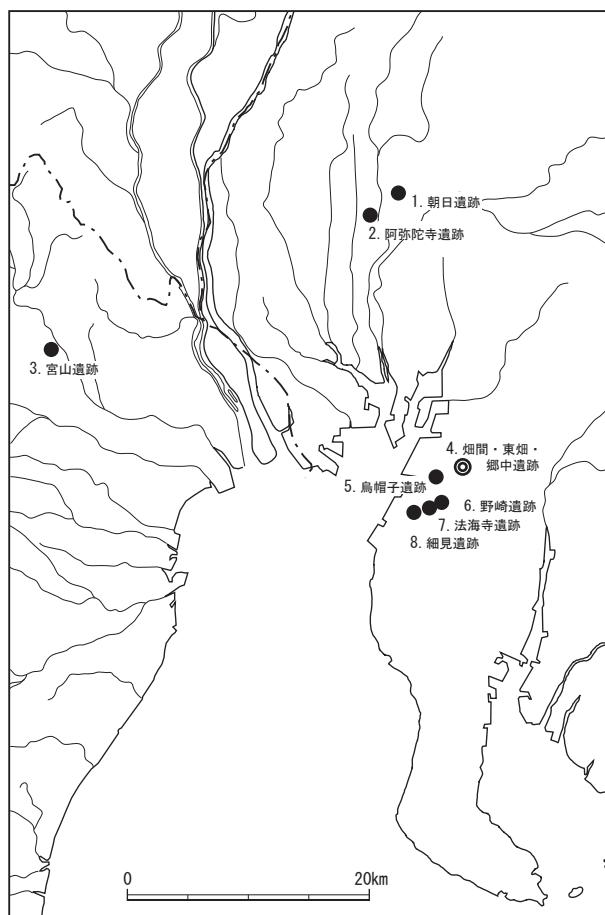 1. 朝日遺跡
2. 阿弥陀寺遺跡
3. 宮山遺跡
4. 畑間・東畑・
郷中遺跡
5. 烏帽子遺跡
6. 野崎遺跡
7. 法海寺遺跡
8. 細見遺跡
0
20km